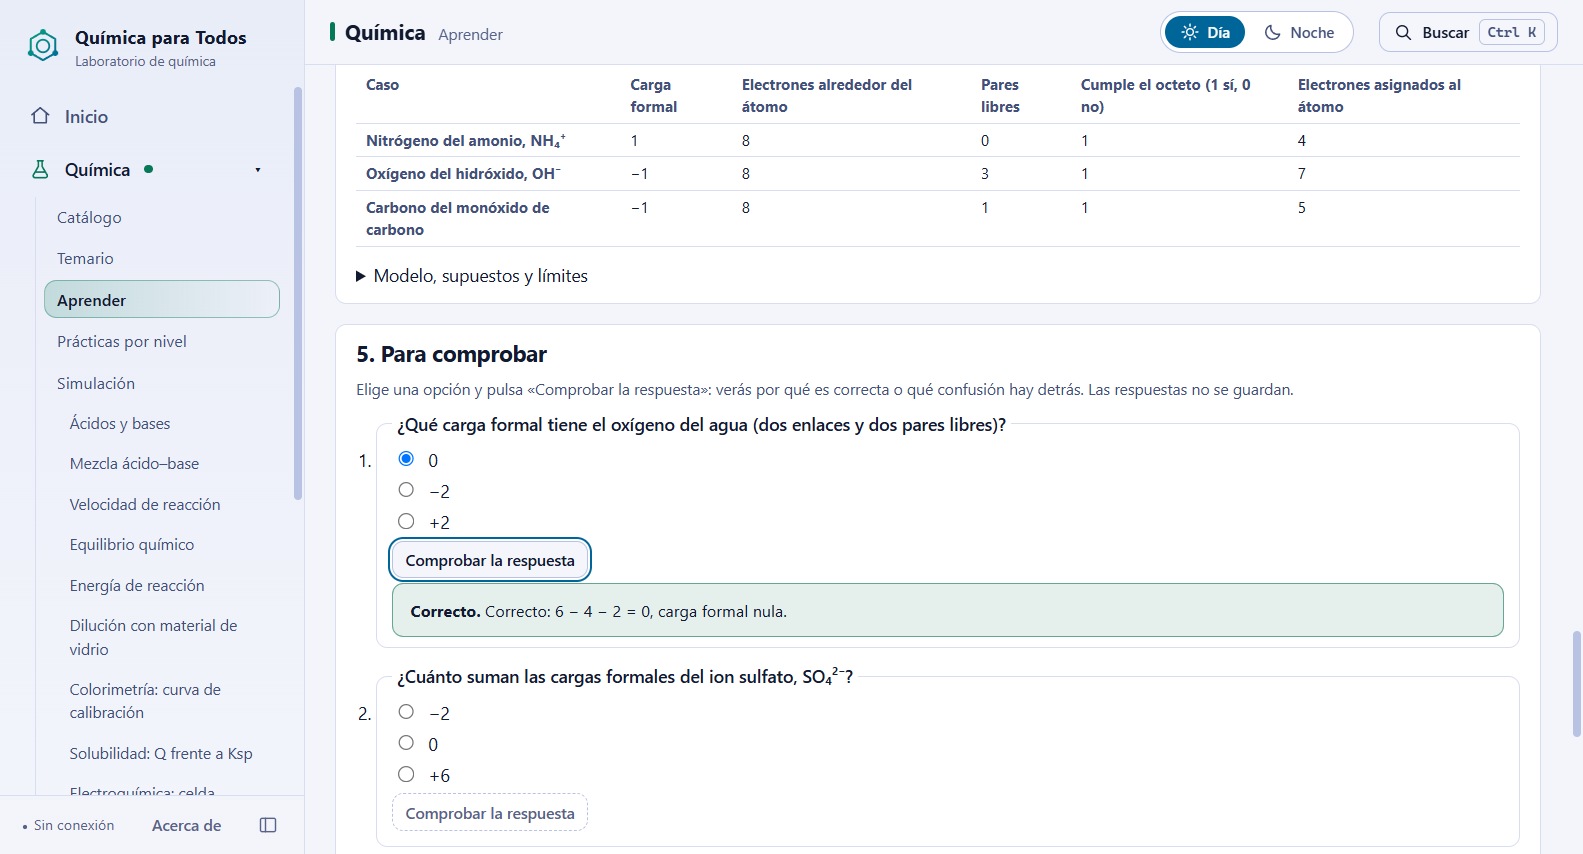 Química para Todos
Laboratorio de química
Inicio
Química
Catálogo
Temario
Aprender
Prácticas por nivel
Simulación
Ácidos y bases
Mezcla ácido–base
Velocidad de reacción
Equilibrio químico
Energía de reacción
Dilución con material de
vidrio
Colorimetría: curva de
calibración
Solubilidad: Q frente a Ksp
Electroquímica: celda
Sin conexión
Acerca de
Química Aprender
Día
Noche
Buscar Ctrl K
Caso
Carga
formal
Electrones alrededor del
átomo
Pares
libres
Cumple el octeto (1 sí, 0
no)
Electrones asignados al
átomo
Nitrógeno del amonio, NH₄⁺ 1 8 0 1 4
Oxígeno del hidróxido, OH⁻ −1 8 3 1 7
Carbono del monóxido de
carbono −1 8 1 1 5
▶ Modelo, supuestos y límites
5. Para comprobar
Elige una opción y pulsa «Comprobar la respuesta»: verás por qué es correcta o qué confusión hay detrás. Las respuestas no se guardan.
¿Qué carga formal tiene el oxígeno del agua (dos enlaces y dos pares libres)?
1.
0
−2
+2
Comprobar la respuesta
Correcto. Correcto: 6 − 4 − 2 = 0, carga formal nula.
¿Cuánto suman las cargas formales del ion sulfato, SO₄²⁻?
2.
−2
0
+6
Comprobar la respuesta